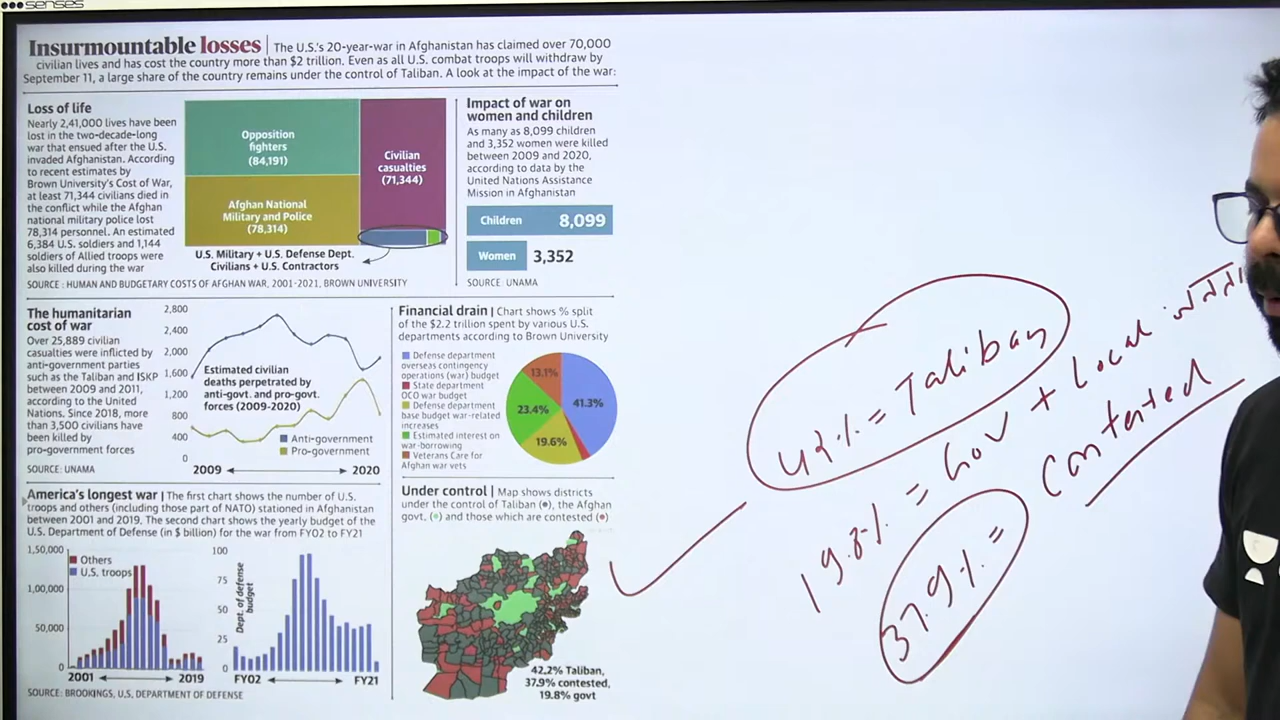 senses
Insurmountable losses | The U.S.'s 20-year-war in Afghanistan has claimed over 70,000
civilian lives and has cost the country more than $2 trillion. Even as all U.S. combat troops will withdraw by
September 11, a large share of the country remains under the control of Taliban. A look at the impact of the war:
Loss of life
Nearly 2,41,000 lives have been
lost in the two-decade-long
war that ensued after the U.S.
invaded Afghanistan. According
to recent estimates by
Brown University's Cost of War,
at least 71,344 civilians died in
the conflict while the Afghan
national military police lost
78,314 personnel. An estimated
6,384 U.S. soldiers and 1,144
soldiers of Allied troops were
also killed during the war
Opposition
fighters
(84,191)
Afghan National
Military and Police
(78,314)
Civilian
casualties
(71,344)
U.S. Military + U.S. Defense Dept.
Civilians + U.S. Contractors
SOURCE : HUMAN AND BUDGETARY COSTS OF AFGHAN WAR, 2001-2021, BROWN UNIVERSITY
Impact of war on
women and children
As many as 8,099 children
and 3,352 women were killed
between 2009 and 2020,
according to data by the
United Nations Assistance
Mission in Afghanistan
Children 8,099
Women 3,352
SOURCE: UNAMA
The humanitarian
cost of war
Over 25,889 civilian
casualties were inflicted by
anti-government parties
such as the Taliban and ISKP
between 2009 and 2011,
according to the United
Nations. Since 2018, more
than 3,500 civilians have
been killed by
pro-government forces
SOURCE: UNAMA
2,800
2,400
2,000
1,600
1,200
800
400
0
Estimated civilian
deaths perpetrated by
anti-govt. and pro-govt.
forces (2009-2020)
Anti-government
Pro-government
2009 2020
Financial drain | Chart shows % split
of the $2.2 trillion spent by various U.S.
departments according to Brown University
Defense department
overseas contingency
operations (war) budget
State department
OCO war budget
Defense department
base budget war-related
increases
Estimated interest on
war-borrowing
Veterans Care for
Afghan war vets
13.1%
41.3%
23.4%
19.6%
America's longest war | The first chart shows the number of U.S.
troops and others (including those part of NATO) stationed in Afghanistan
between 2001 and 2019. The second chart shows the yearly budget of the
U.S. Department of Defense (in $ billion) for the war from FY02 to FY21
1,50,000
1,00,000
50,000
0
Others
U.S. troops
2001 2019
100
75
50
25
0
Dept. of defense
budget
FY02 FY21
SOURCE: BROOKINGS, U.S, DEPARTMENT OF DEFENSE
Under control | Map shows districts
under the control of Taliban (●), the Afghan
govt. (●) and those which are contested (●)
42.2% Taliban,
37.9% contested,
19.8% govt
42% = Taliban
19.8% = Gov + Local
37.9% = Contested